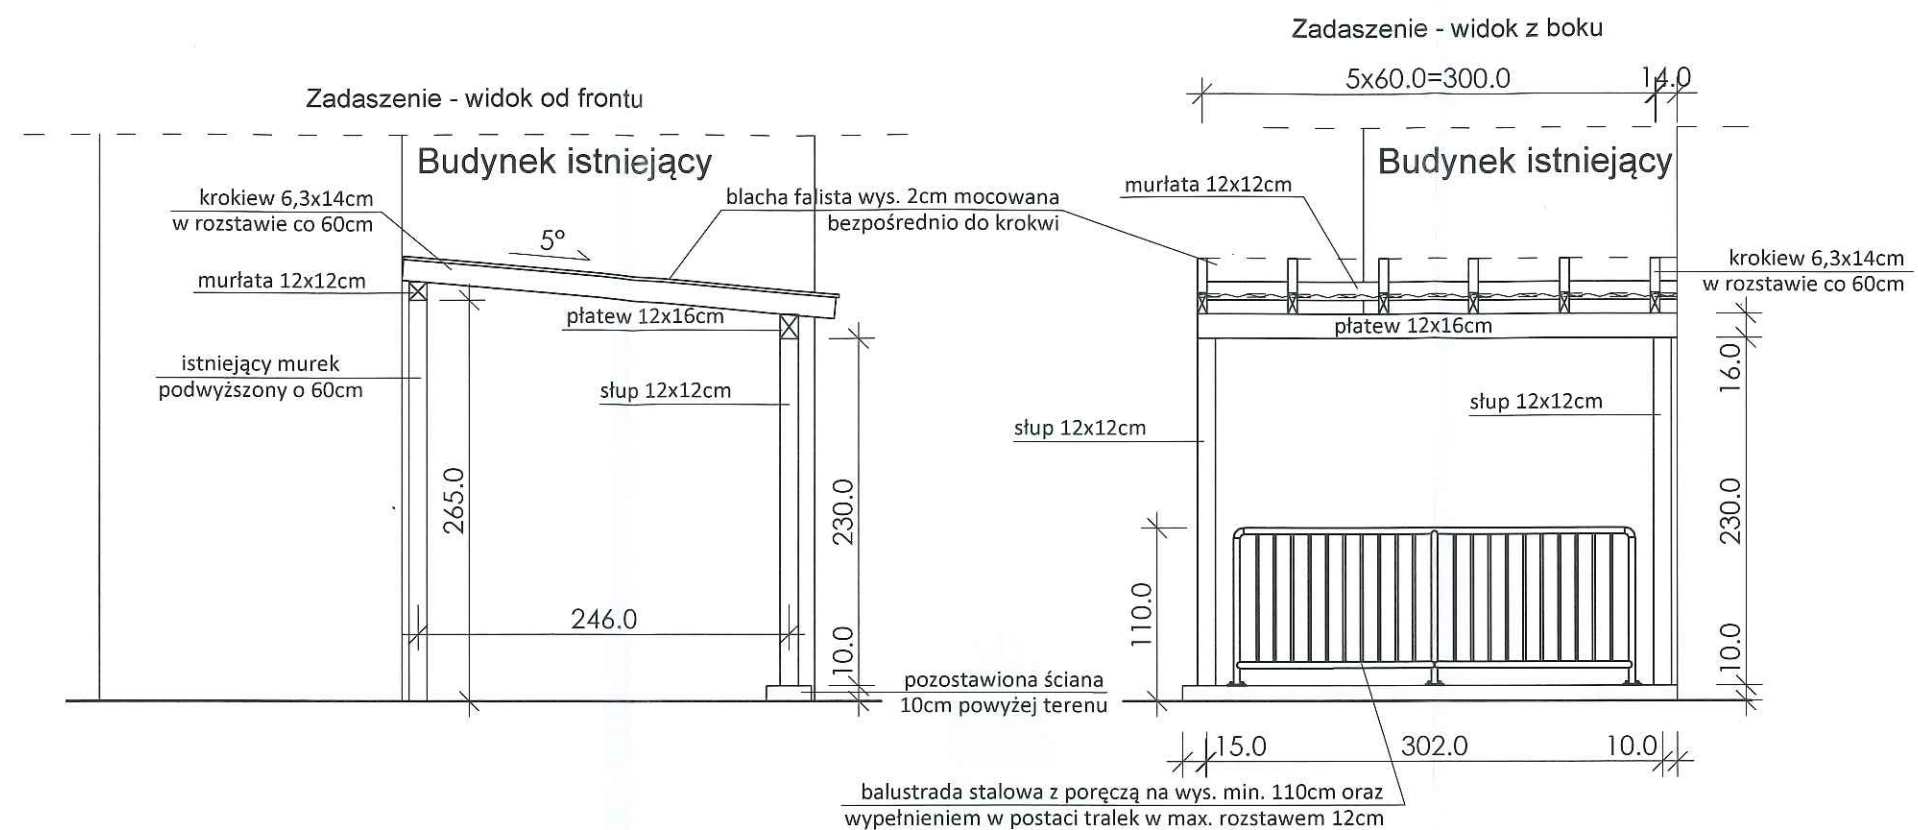 Zadaszenie - widok z boku
5x60.0=300.0
14.0
Zadaszenie - widok od frontu
Budynek istniejący
Budynek istniejący
krokiew 6,3x14cm
w rozstawie co 60cm
blacha falista wys. 2cm mocowana
bezpośrednio do krokwi
murłata 12x12cm
5°
krokiew 6,3x14cm
w rozstawie co 60cm
murłata 12x12cm
płatew 12x16cm
płatew 12x16cm
istniejący murek
podwyższony o 60cm
słup 12x12cm
16.0
słup 12x12cm
słup 12x12cm
265.0
230.0
230.0
110.0
246.0
10.0
10.0
pozostawiona ściana
10cm powyżej terenu
15.0
302.0
10.0
balustrada stalowa z poręczą na wys. min. 110cm oraz
wypełnieniem w postaci tralek w max. rozstawem 12cm